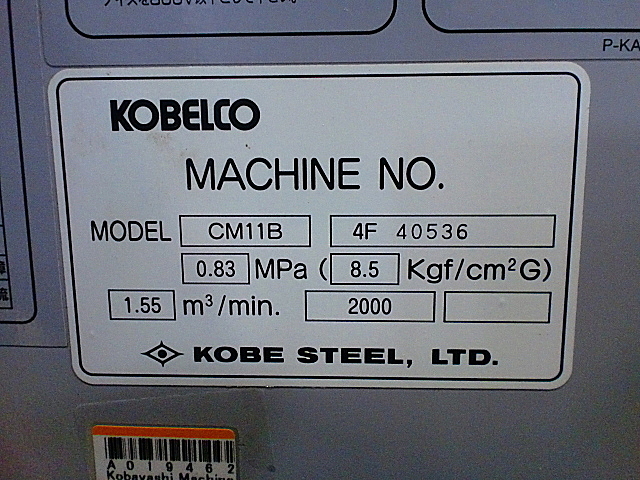 P-KA
KOBELCO
MACHINE NO.
MODEL CM11B 4F 40536
0.83 MPa ( 8.5 Kgf/cm²G)
1.55 m³/min. 2000
KOBE STEEL, LTD.
A019462
Kobayashi Machine